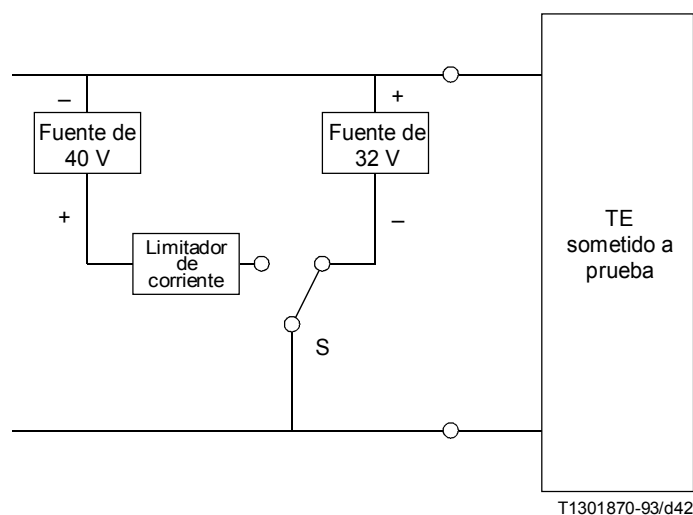 –
+
Fuente de
40 V
Fuente de
32 V
+
–
Limitador
de
corriente
S
TE
sometido a
prueba
T1301870-93/d42